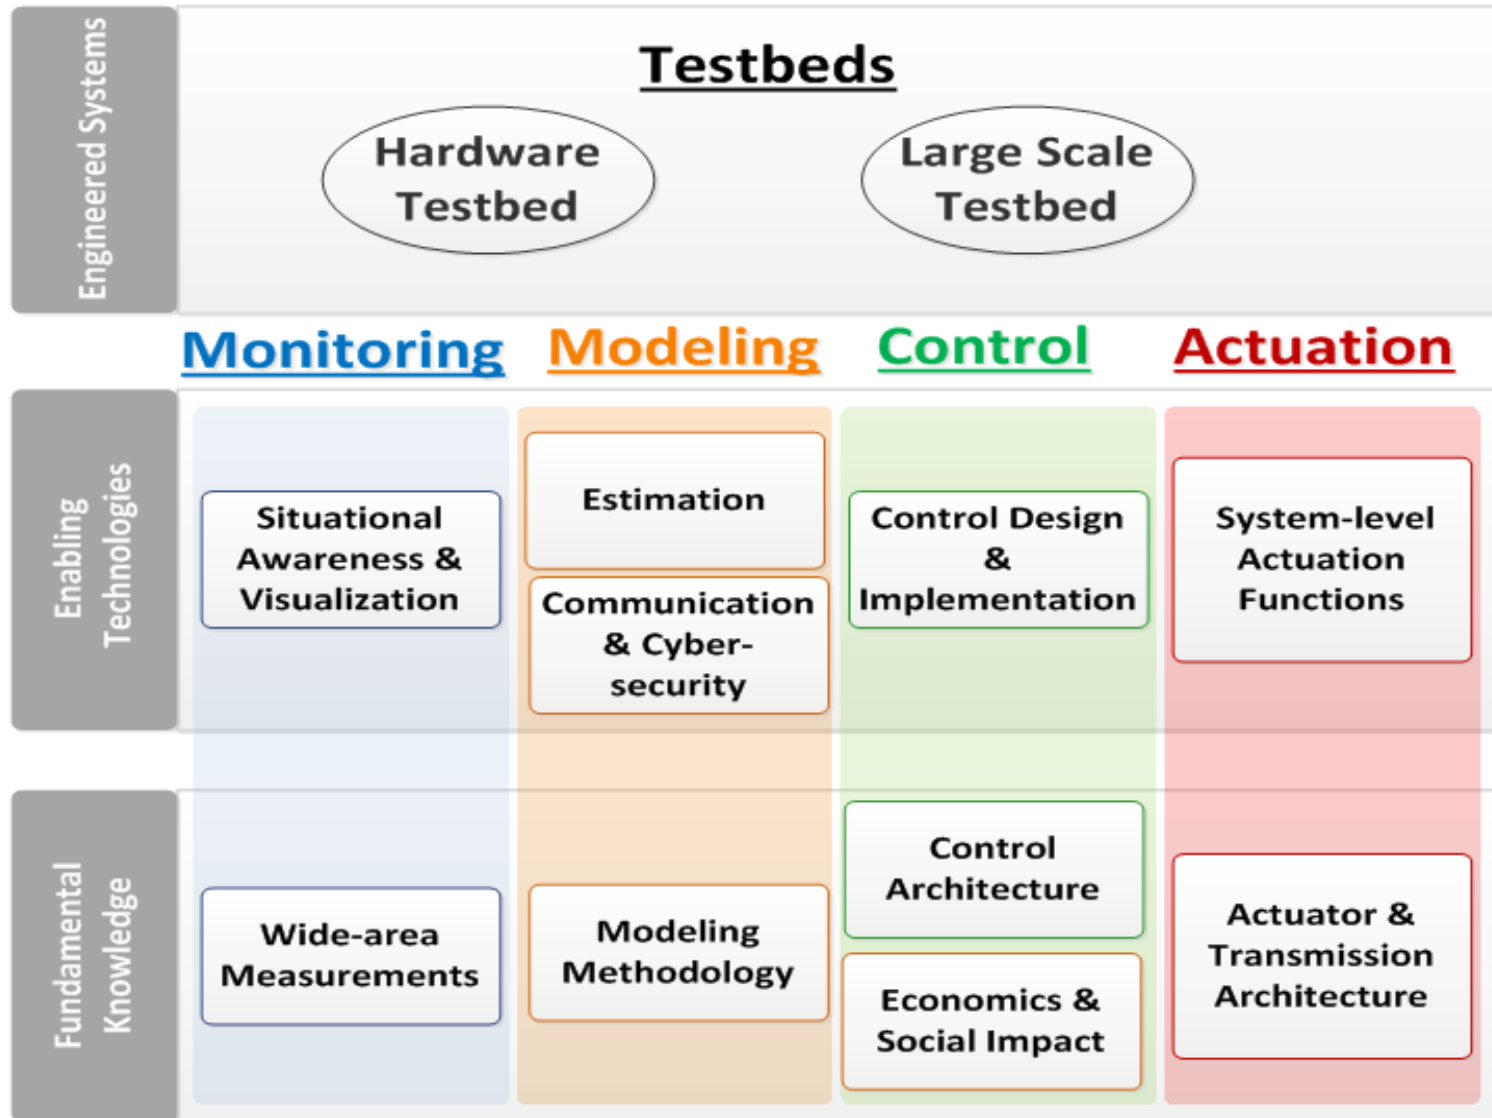 Engineered Systems
Testbeds
Hardware
Testbed
Large Scale
Testbed
Monitoring
Modeling
Control
Actuation
Enabling
Technologies
Situational
Awareness &
Visualization
Estimation
Communication
& Cyber-
security
Control Design
&
Implementation
System-level
Actuation
Functions
Fundamental
Knowledge
Wide-area
Measurements
Modeling
Methodology
Control
Architecture
Economics &
Social Impact
Actuator &
Transmission
Architecture